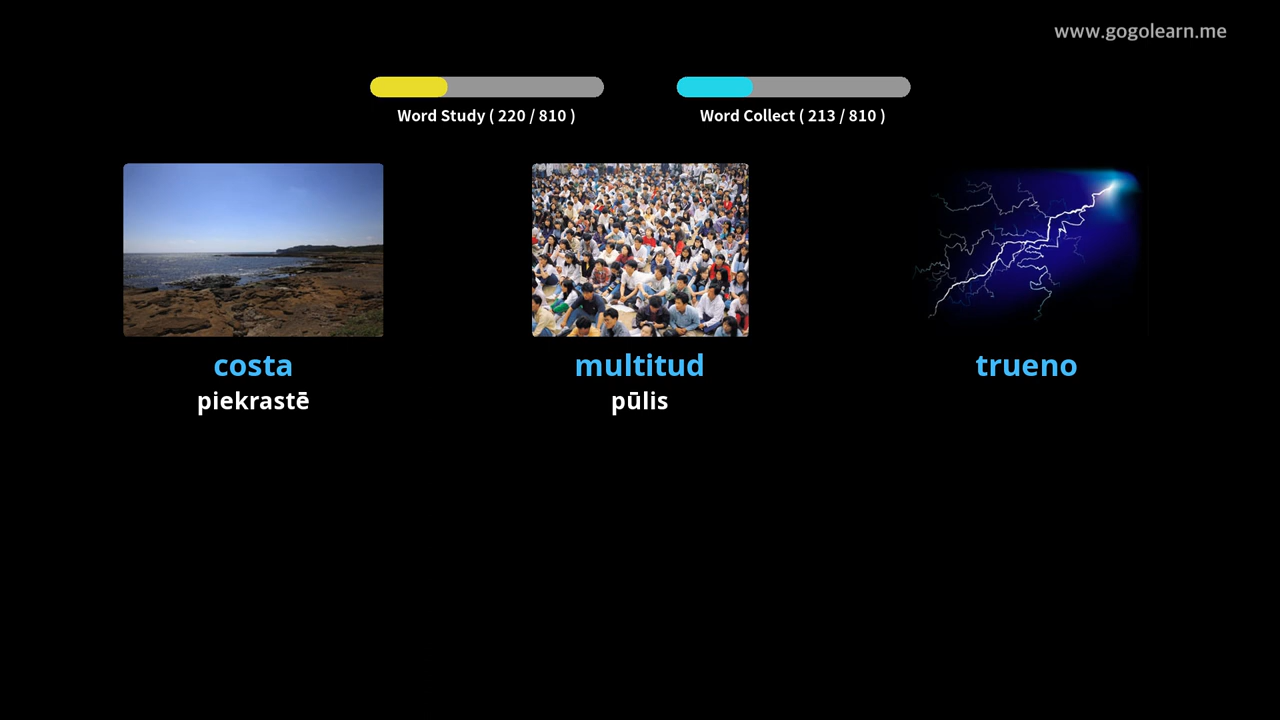 www.gogolearn.me
Word Study ( 220 / 810 )
Word Collect ( 213 / 810 )
costa
piekrastē
multitud
pūlis
trueno